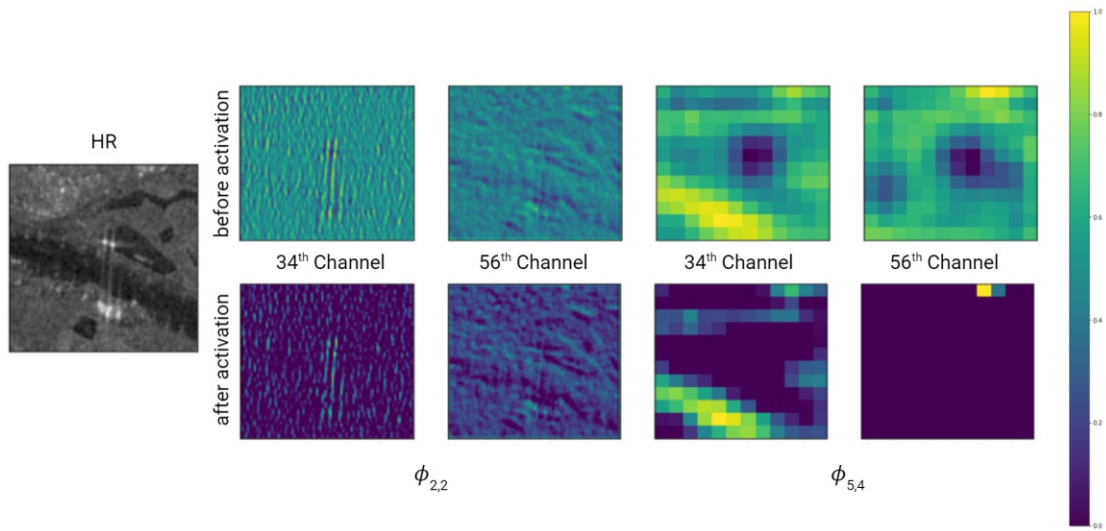 HR
before activation
34th Channel
56th Channel
34th Channel
56th Channel
after activation
ϕ2,2
ϕ5,4
1.0
0.8
0.6
0.4
0.2
0.0